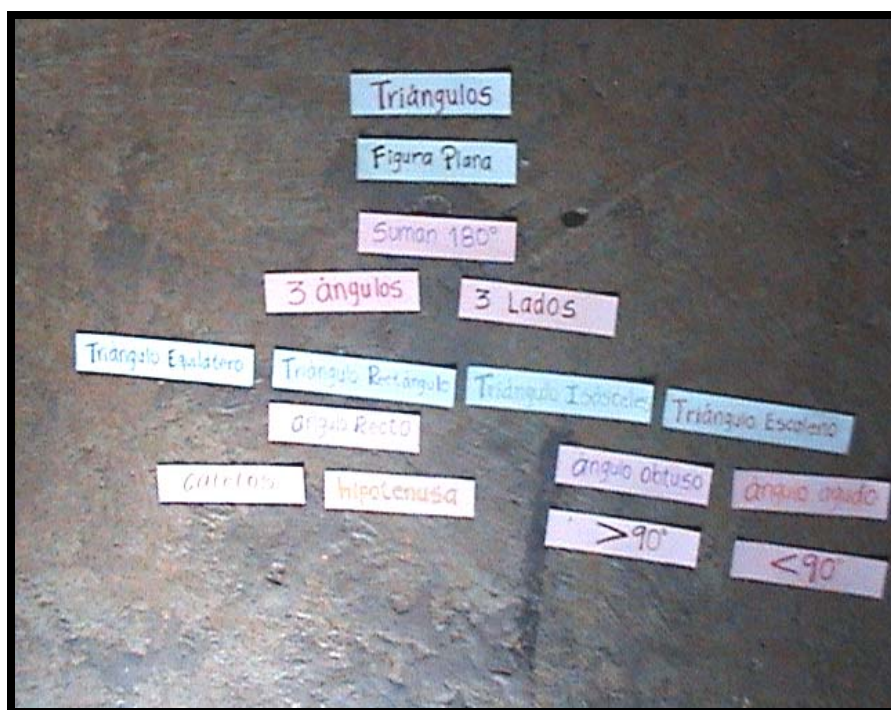 Triángulos
Figura Plana
Suman 180°
3 ángulos
3 Lados
Triángulo Equilatero
Triángulo Rectángulo
Triángulo Isósceles
Triángulo Escaleno
ángulo Recto
catetos
hipotenusa
ángulo obtuso
ángulo agudo
>90°
<90°